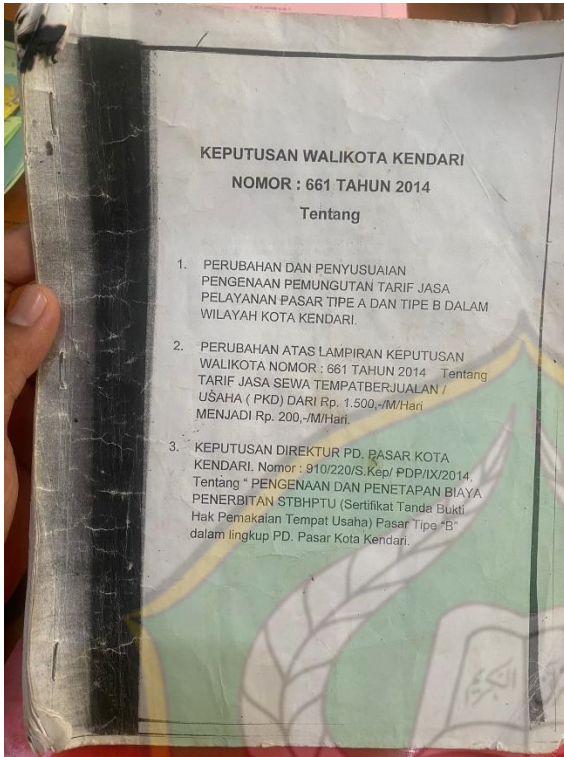 KEPUTUSAN WALIKOTA KENDARI
NOMOR : 661 TAHUN 2014
Tentang
1. PERUBAHAN DAN PENYUSUAIAN
PENGENAAN PEMUNGUTAN TARIF JASA
PELAYANAN PASAR TIPE A DAN TIPE B DALAM
WILAYAH KOTA KENDARI.
2. PERUBAHAN ATAS LAMPIRAN KEPUTUSAN
WALIKOTA NOMOR : 661 TAHUN 2014 Tentang
TARIF JASA SEWA TEMPATBERJUALAN /
USAHA ( PKD) DARI Rp. 1.500,-/M/Hari
MENJADI Rp. 200,-/M/Hari.
3. KEPUTUSAN DIREKTUR PD. PASAR KOTA
KENDARI. Nomor : 910/220/S.Kep/ PDP/IX/2014,
Tentang “ PENGENAAN DAN PENETAPAN BIAYA
PENERBITAN STBHPTU (Sertifikat Tanda Bukti
Hak Pemakaian Tempat Usaha) Pasar Tipe “B”
dalam lingkup PD. Pasar Kota Kendari.